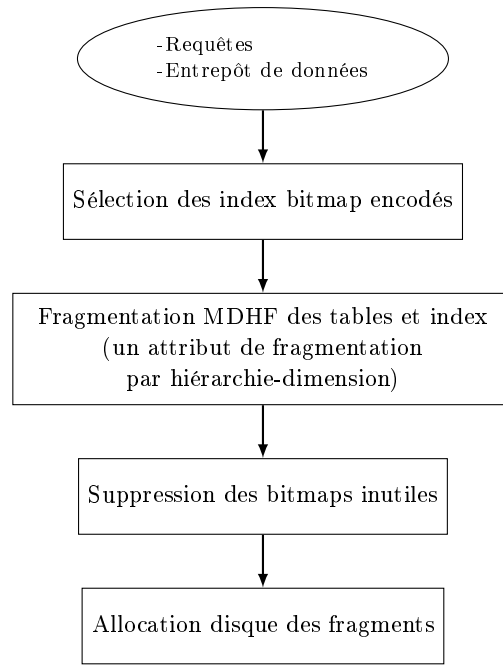 -Requêtes
-Entrepôt de données
Sélection des index bitmap encodés
Fragmentation MDHF des tables et index
(un attribut de fragmentation
par hiérarchie-dimension)
Suppression des bitmaps inutiles
Allocation disque des fragments